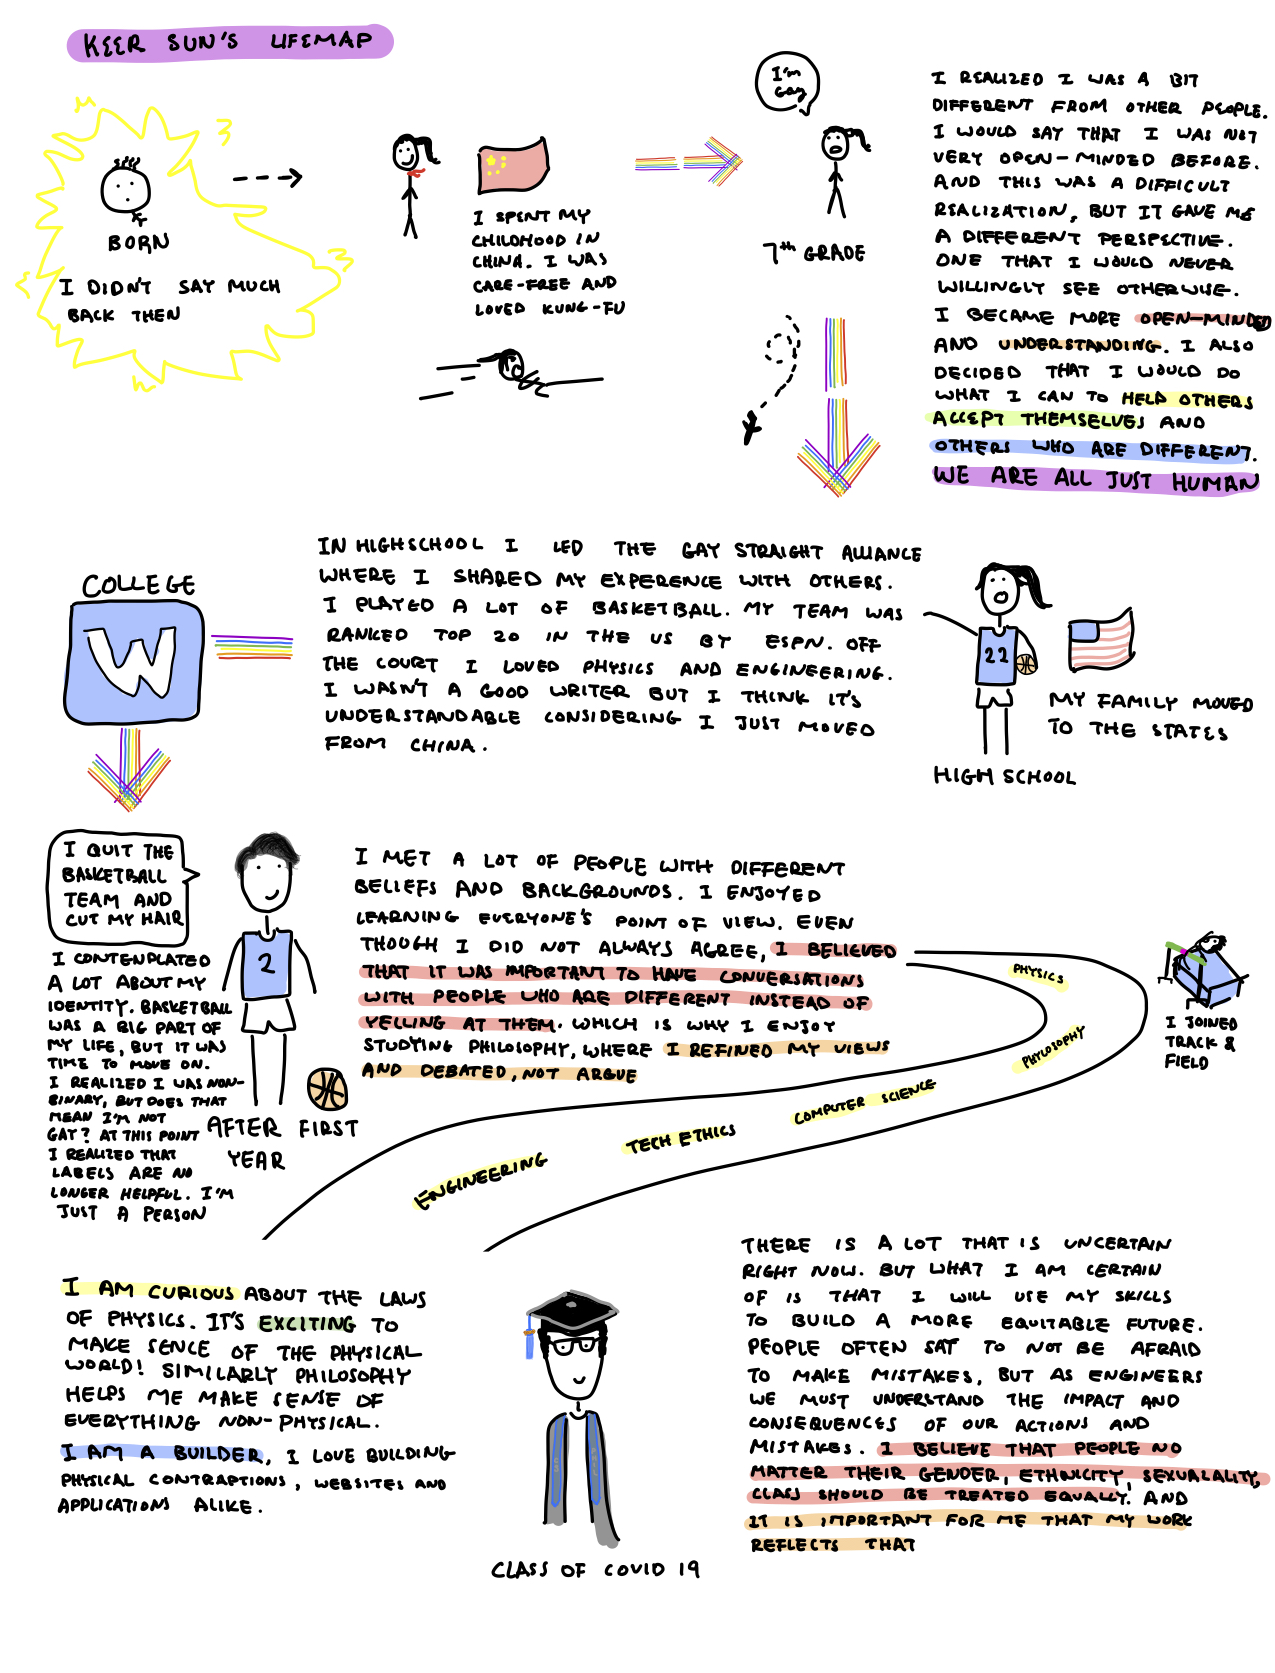 KEER SUN'S LIFEMAP
BORN
I DIDN'T SAY MUCH
BACK THEN
I SPENT MY
CHILDHOOD IN
CHINA. I WAS
CARE-FREE AND
LOVED KUNG-FU
I'm
Gay
7th GRADE
I REALIZED I WAS A BIT
DIFFERENT FROM OTHER PEOPLE.
I WOULD SAY THAT I WAS NOT
VERY OPEN-MINDED BEFORE.
AND THIS WAS A DIFFICULT
REALIZATION, BUT IT GAVE ME
A DIFFERENT PERSPECTIVE.
ONE THAT I WOULD NEVER
WILLINGLY SEE OTHERWISE.
I BECAME MORE OPEN-MINDED
AND UNDERSTANDING. I ALSO
DECIDED THAT I WOULD DO
WHAT I CAN TO HELD OTHERS
ACCEPT THEMSELVES AND
OTHERS WHO ARE DIFFERENT.
WE ARE ALL JUST HUMAN
IN HIGHSCHOOL I LED THE GAY STRAIGHT ALLIANCE
WHERE I SHARED MY EXPERENCE WITH OTHERS.
I PLAYED A LOT OF BASKETBALL. MY TEAM WAS
RANKED TOP 20 IN THE US BY ESPN. OFF
THE COURT I LOVED PHYSICS AND ENGINEERING.
I WASN'T A GOOD WRITER BUT I THINK IT'S
UNDERSTANDABLE CONSIDERING I JUST MOVED
FROM CHINA.
22
MY FAMILY MOVED
TO THE STATES
HIGH SCHOOL
COLLEGE
W
I QUIT THE
BASKETBALL
TEAM AND
CUT MY HAIR
2
I CONTENPLATED
A LOT ABOUT MY
IDENTITY. BASKETBALL
WAS A BIG PART OF
MY LIFE, BUT IT WAS
TIME TO MOVE ON.
I REALIZED I WAS NON-
BINARY, BUT DOES THAT
MEAN I'M NOT
GAY? AT THIS POINT
I REALIZED THAT
LABELS ARE NO
LONGER HELPFUL. I'M
JUST A PERSON
AFTER FIRST
YEAR
I MET A LOT OF PEOPLE WITH DIFFERENT
BELIEFS AND BACKGROUNDS. I ENJOYED
LEARNING EVERYONE'S POINT OF VIEW. EVEN
THOUGH I DID NOT ALWAYS AGREE, I BELIEVED
THAT IT WAS IMPORTANT TO HAVE CONVERSATIONS
WITH PEOPLE WHO ARE DIFFERENT INSTEAD OF
YELLING AT THEM. WHICH IS WHY I ENJOY
STUDYING PHILOSOPHY, WHERE I REFINED MY VIEWS
AND DEBATED, NOT ARGUE
PHYSICS
PHYLOSOPHY
COMPUTER SCIENCE
TECH ETHICS
ENGINEERING
I JOINED
TRACK &
FIELD
I AM CURIOUS ABOUT THE LAWS
OF PHYSICS. IT'S EXCITING TO
MAKE SENCE OF THE PHYSICAL
WORLD! SIMILARLY PHILOSOPHY
HELPS ME MAKE SENSE OF
EVERYTHING NON-PHYSICAL.
I AM A BUILDER, I LOVE BUILDING
PHYSICAL CONTRAPTIONS, WEBSITES AND
APPLICATIONS ALIKE.
CLASS OF COVID 19
THERE IS A LOT THAT IS UNCERTAIN
RIGHT NOW. BUT WHAT I AM CERTAIN
OF IS THAT I WILL USE MY SKILLS
TO BUILD A MORE EQUITABLE FUTURE.
PEOPLE OFTEN SAT TO NOT BE AFRAID
TO MAKE MISTAKES, BUT AS ENGINEERS
WE MUST UNDERSTAND THE IMPACT AND
CONSEQUENCES OF OUR ACTIONS AND
MISTAKES. I BELIEVE THAT PEOPLE NO
MATTER THEIR GENDER, ETHNICITY, SEXUALALITY,
CLASS SHOULD BE TREATED EQUALLY. AND
IT IS IMPORTANT FOR ME THAT MY WORK
REFLECTS THAT